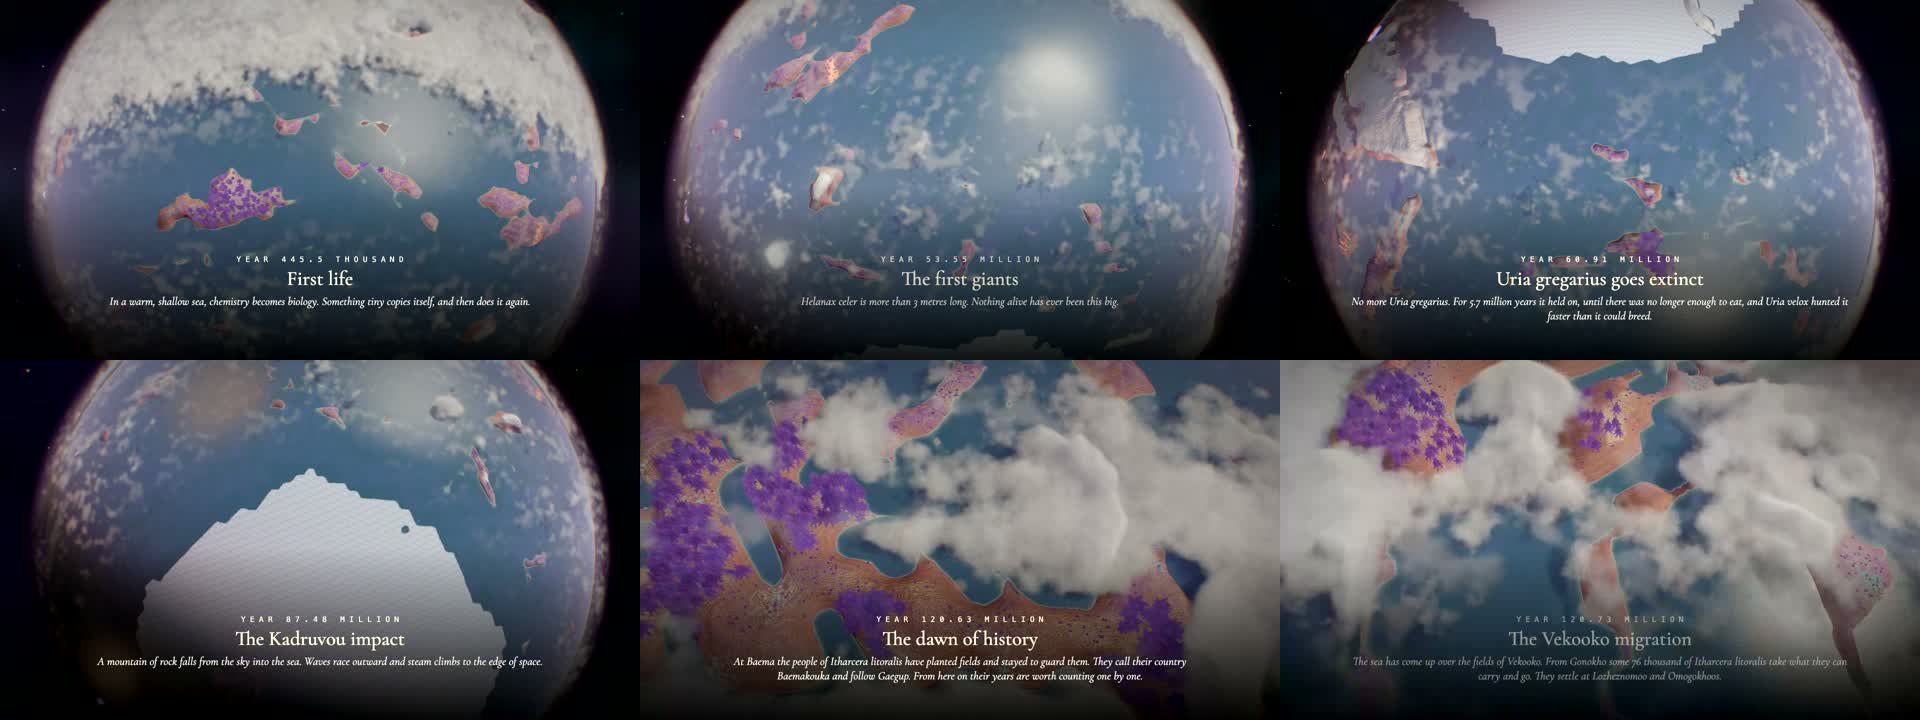 YEAR 445.5 THOUSAND
First life
In a warm, shallow sea, chemistry becomes biology. Something tiny copies itself, and then does it again.
YEAR 53.55 MILLION
The first giants
Helanax celer is more than 3 metres long. Nothing alive has ever been this big.
YEAR 60.91 MILLION
Uria gregarius goes extinct
No more Uria gregarius. For 5.7 million years it held on, until there was no longer enough to eat, and Uria velox hunted it
faster than it could breed.
YEAR 87.48 MILLION
The Kadruvou impact
A mountain of rock falls from the sky into the sea. Waves race outward and steam climbs to the edge of space.
YEAR 120.63 MILLION
The dawn of history
At Baema the people of Itharcera litoralis have planted fields and stayed to guard them. They call their country
Baemakouka and follow Gaegup. From here on their years are worth counting one by one.
YEAR 120.73 MILLION
The Vekooko migration
The sea has come up over the fields of Vekooko. From Gonokho some 76 thousand of Itharcera litoralis take what they can
carry and go. They settle at Lozheznomoo and Omogokhoos.